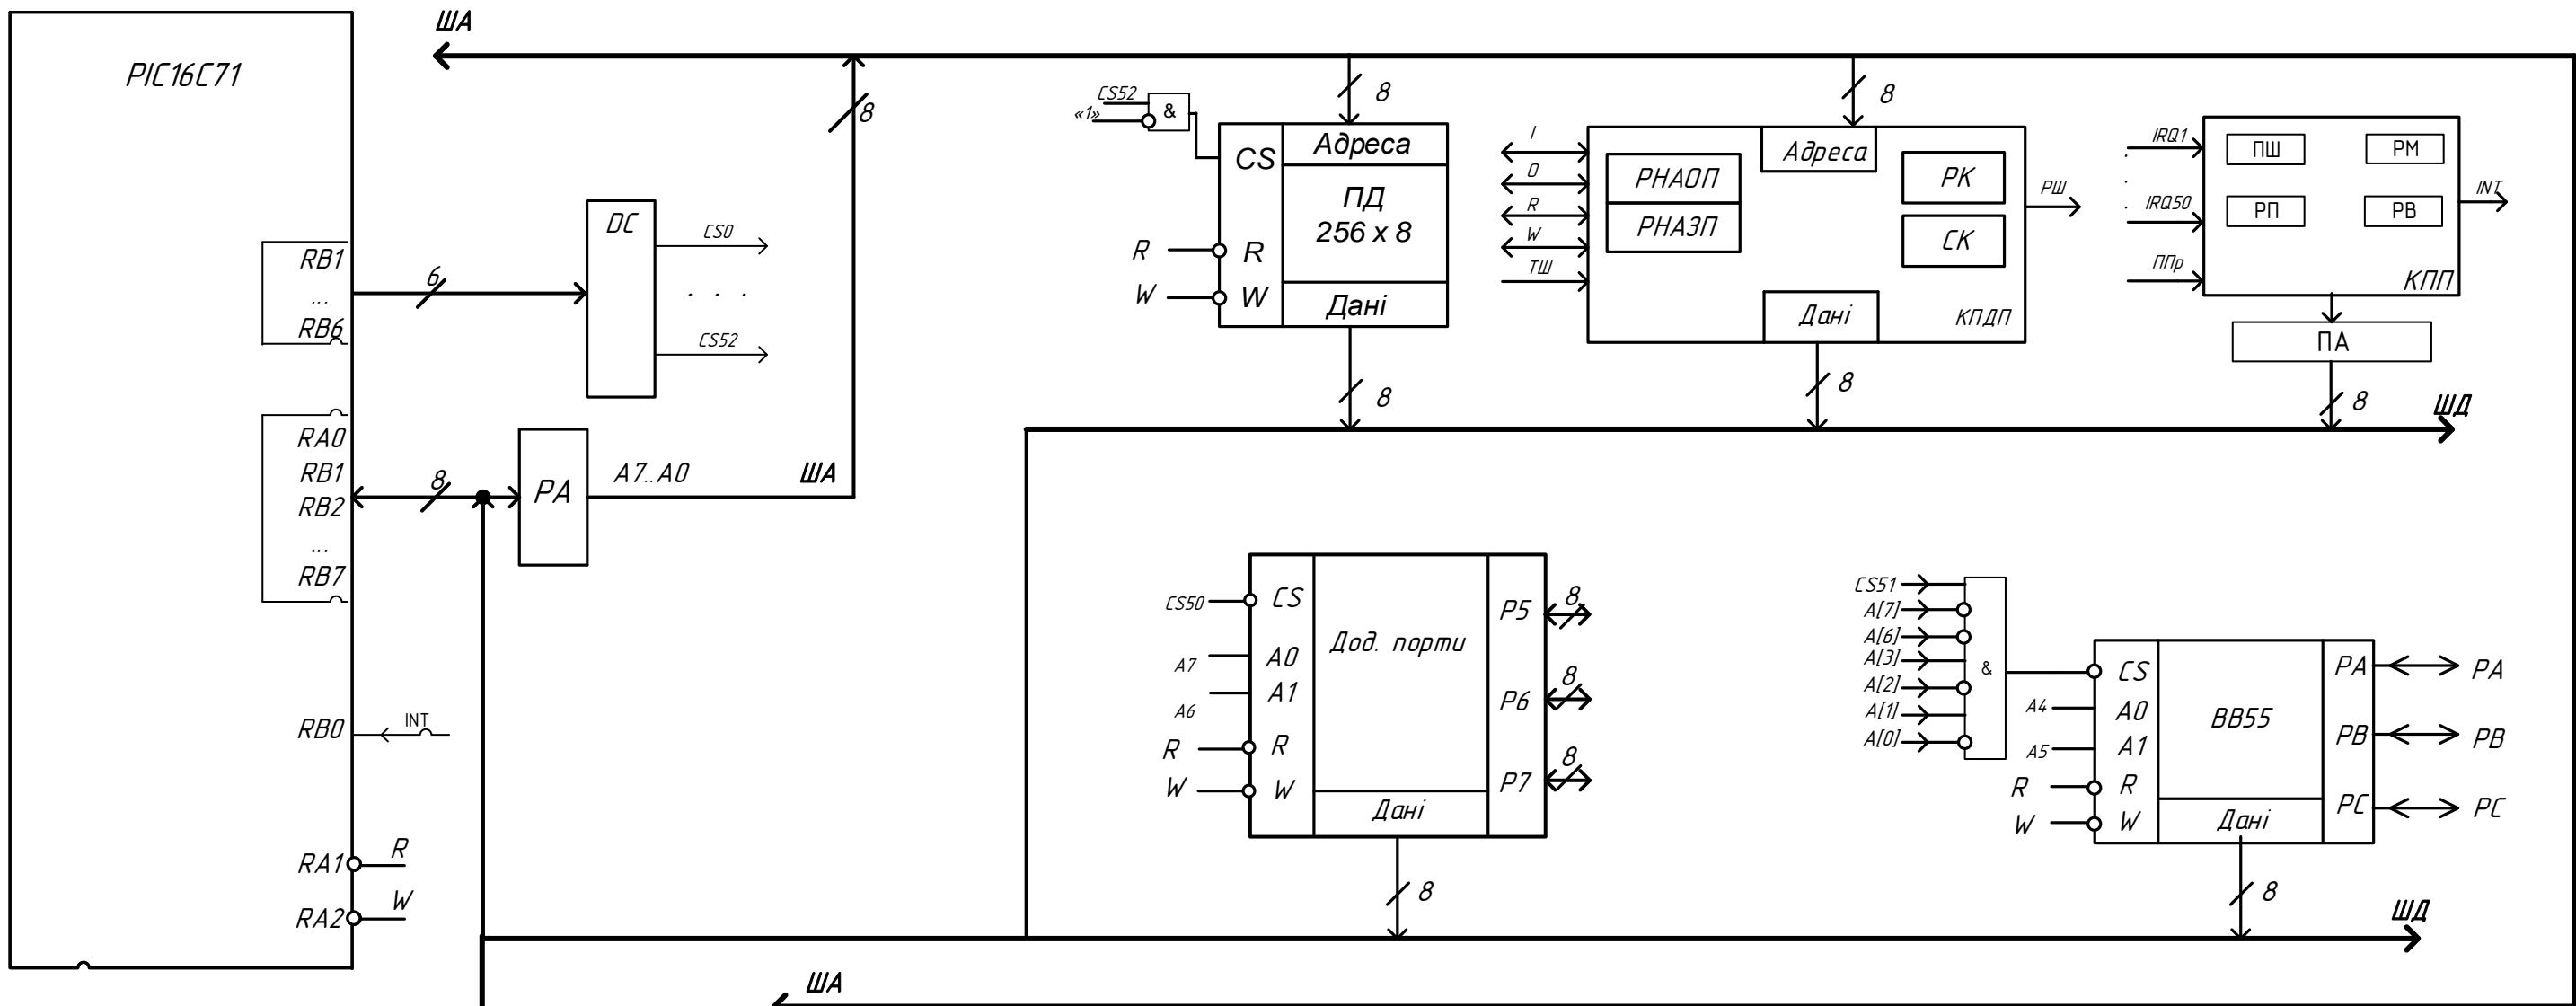 PIC16C71
RB1
...
RB6
RA0
RB1
RB2
...
RB7
RB0
INT
RA1
R
RA2
W
ША
6
DC
CS0
. . .
CS52
8
8
РА
A7..A0
ША
CS52
«1»
&
8
CS
Адреса
ПД
256 x 8
R
R
W
W
Дані
8
8
I
O
R
W
ТШ
Адреса
РНАОП
РНАЗП
РК
СК
РШ
Дані
КПДП
8
IRQ1
.
.
.
IRQ50
ППр
ПШ
РМ
РП
РВ
КПП
INT
ПА
8
ШД
CS50
CS
A7
A0
A6
A1
R
R
W
W
Дод. порти
Дані
P5
8
P6
8
P7
8
8
CS51
A[7]
A[6]
A[3]
A[2]
A[1]
A[0]
&
CS
A4
A0
A5
A1
R
R
W
W
BB55
Дані
PA
PA
PB
PB
PC
PC
8
ШД
ША